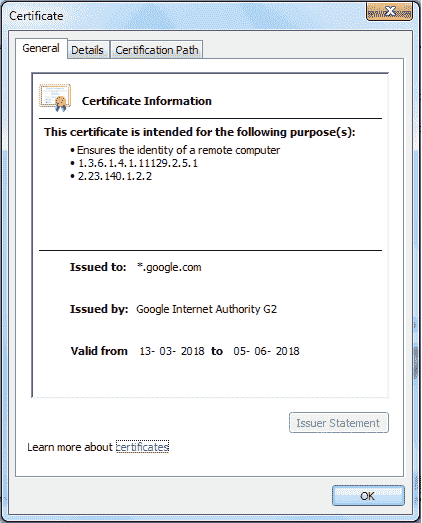 Certificate
General Details Certification Path
Certificate Information
This certificate is intended for the following purpose(s):
• Ensures the identity of a remote computer
• 1.3.6.1.4.1.11129.2.5.1
• 2.23.140.1.2.2
Issued to: *.google.com
Issued by: Google Internet Authority G2
Valid from 13- 03- 2018 to 05- 06- 2018
Issuer Statement
Learn more about certificates
OK